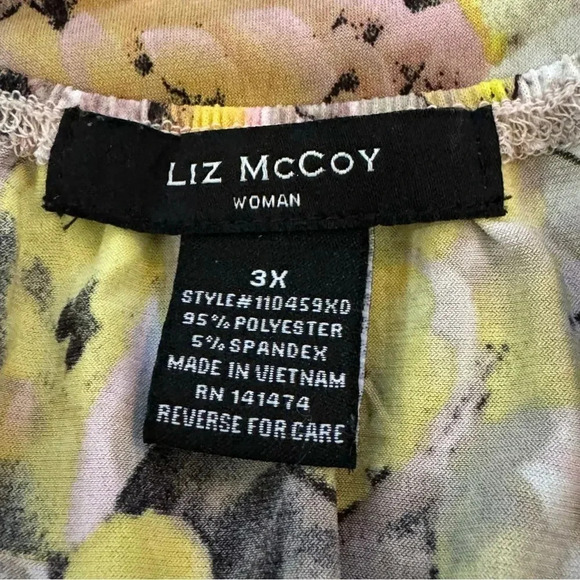 LIZ MCCOY
WOMAN
3X
STYLE#110459XD
95% POLYESTER
5% SPANDEX
MADE IN VIETNAM
RN 141474
REVERSE FOR CARE